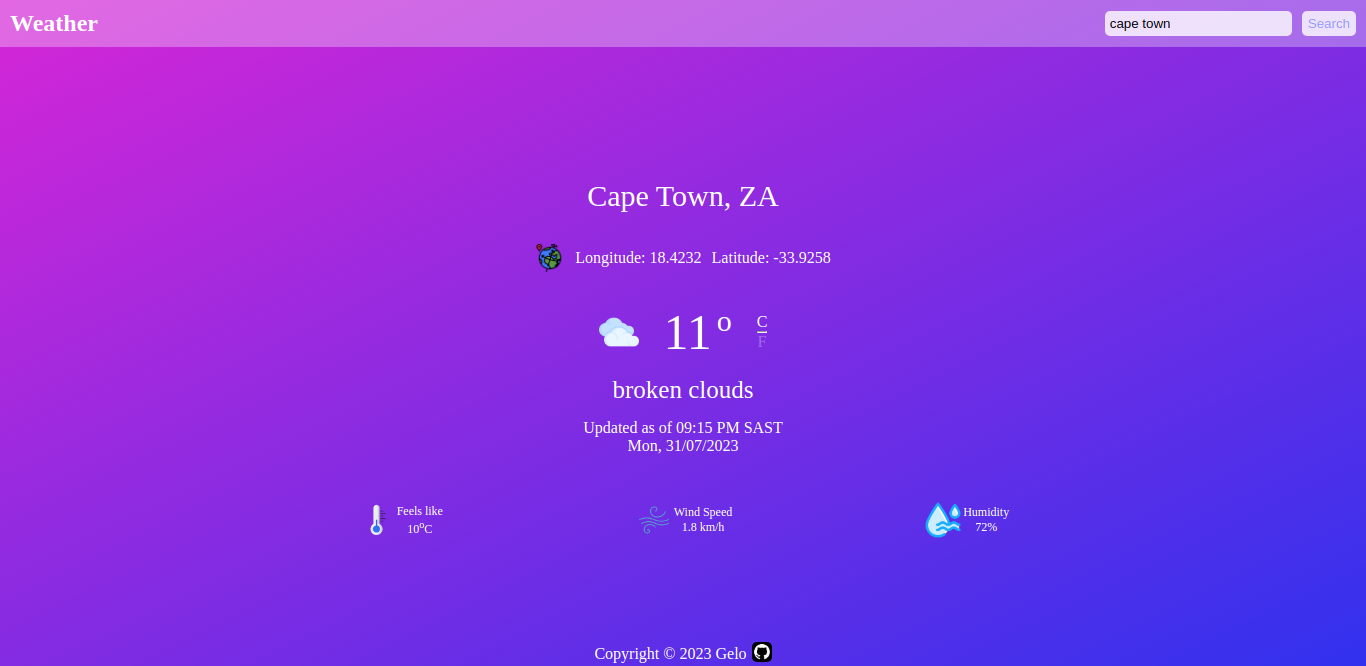 Weather
cape town
Search
Cape Town, ZA
Longitude: 18.4232 Latitude: -33.9258
11º
C
F
broken clouds
Updated as of 09:15 PM SAST
Mon, 31/07/2023
Feels like
10ºC
Wind Speed
1.8 km/h
Humidity
72%
Copyright © 2023 Gelo